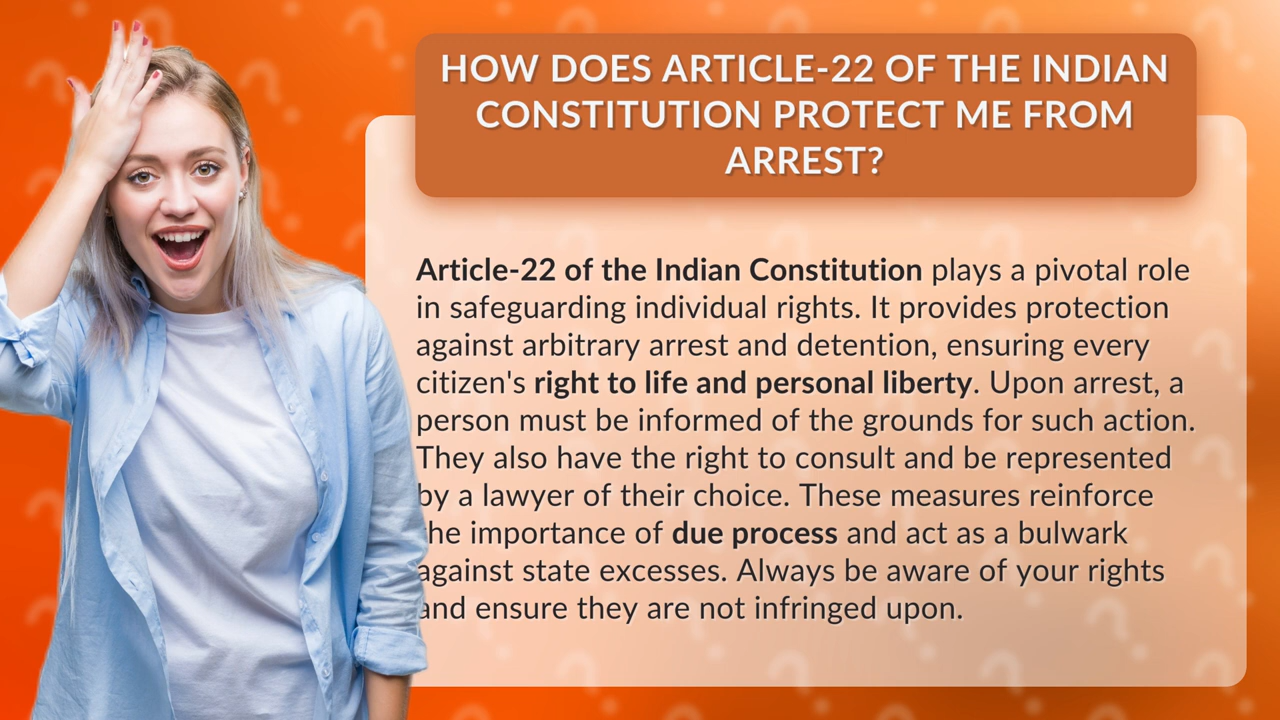 HOW DOES ARTICLE-22 OF THE INDIAN
CONSTITUTION PROTECT ME FROM
ARREST?
Article-22 of the Indian Constitution plays a pivotal role
in safeguarding individual rights. It provides protection
against arbitrary arrest and detention, ensuring every
citizen's right to life and personal liberty. Upon arrest, a
person must be informed of the grounds for such action.
They also have the right to consult and be represented
by a lawyer of their choice. These measures reinforce
the importance of due process and act as a bulwark
against state excesses. Always be aware of your rights
and ensure they are not infringed upon.